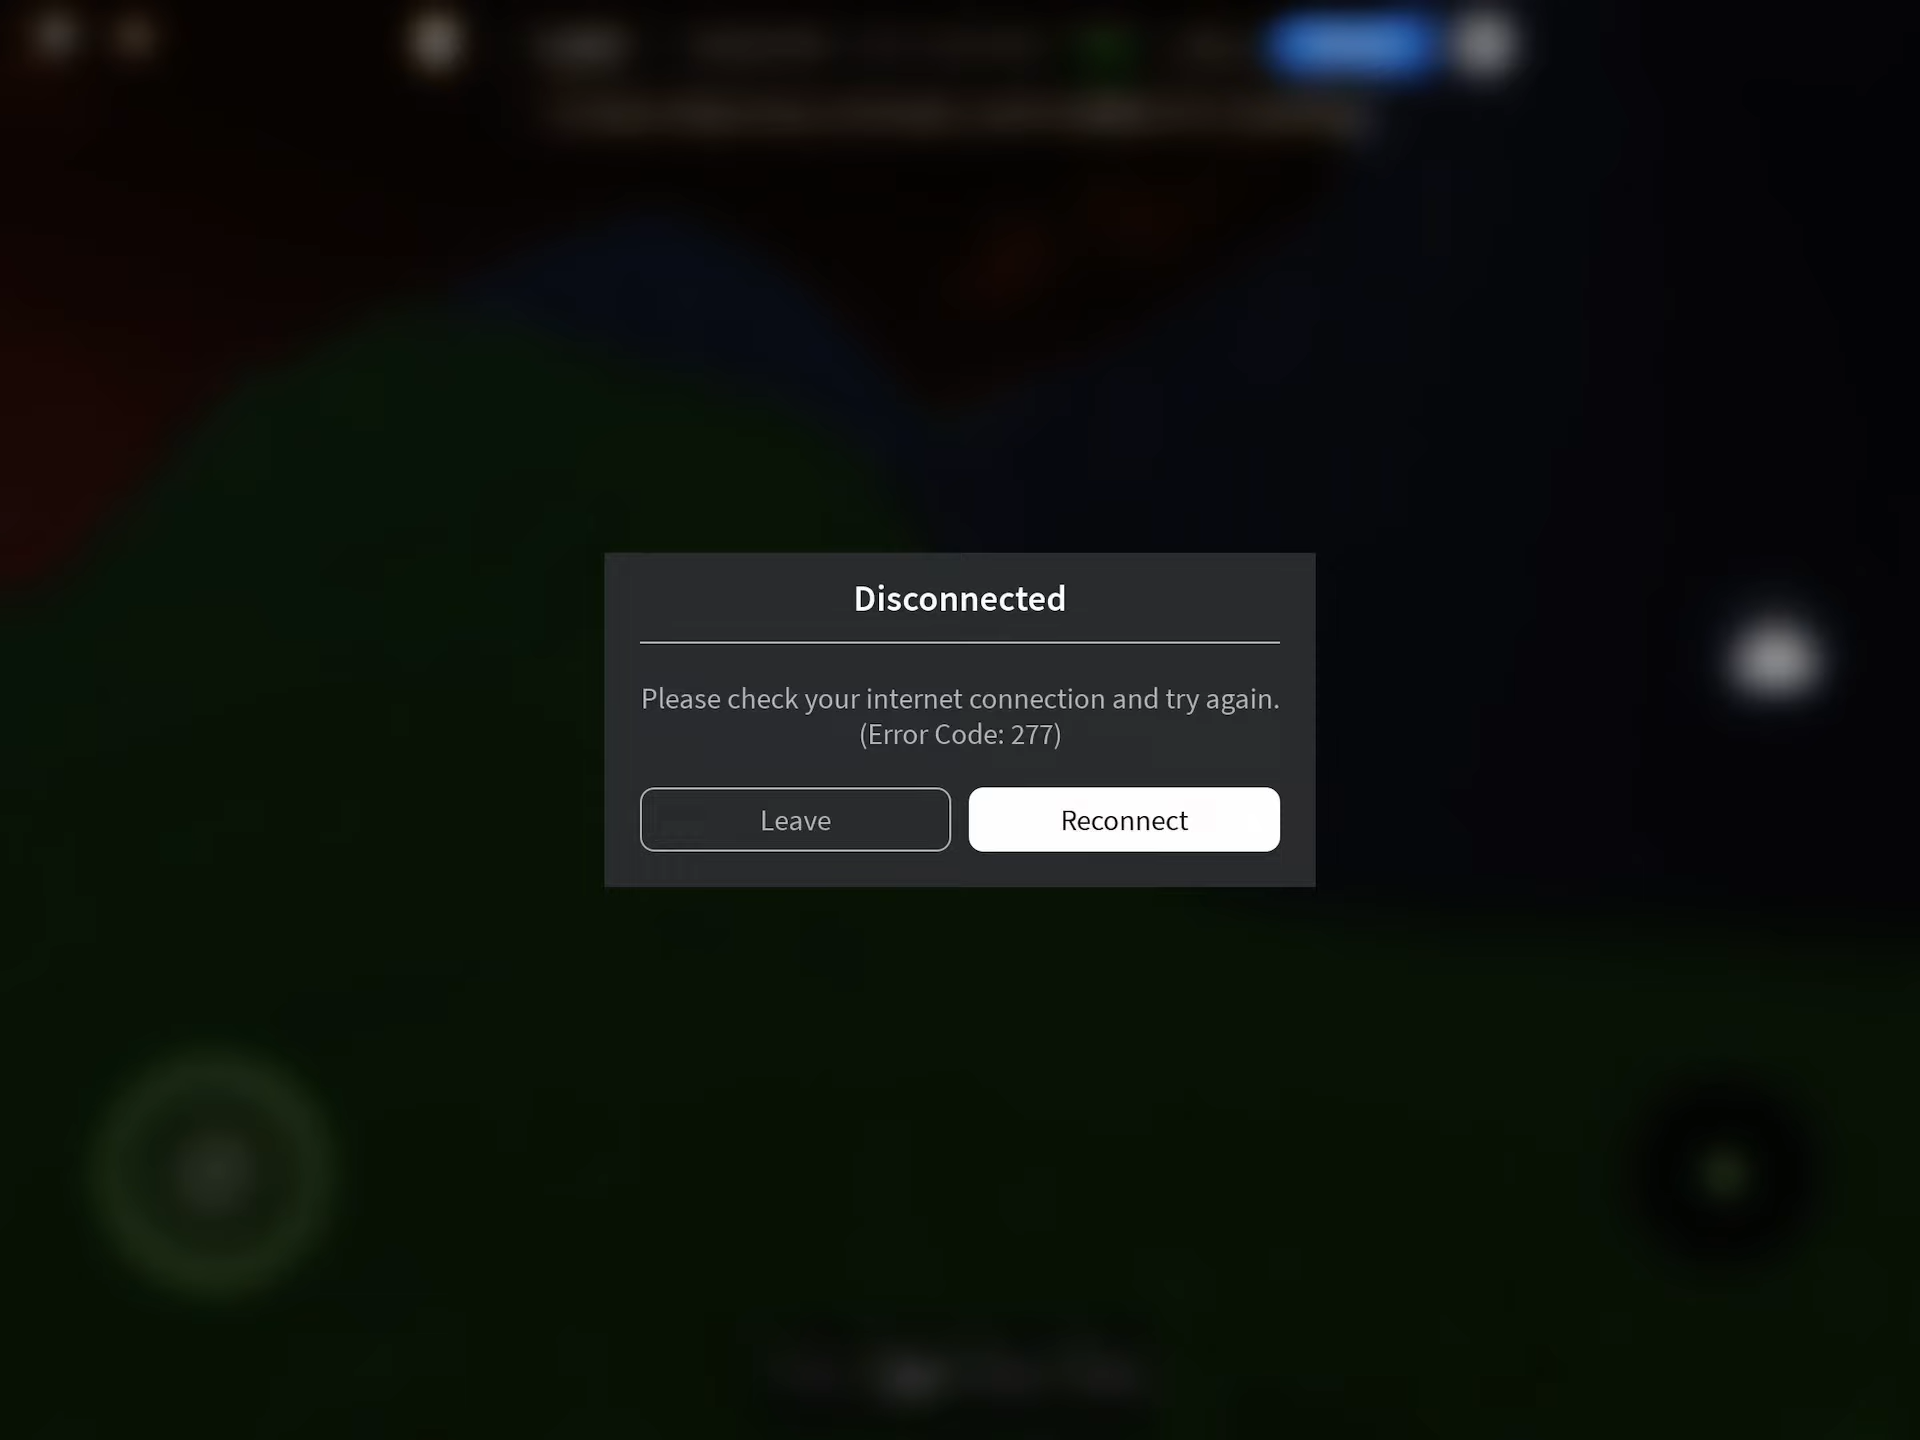 Disconnected
Please check your internet connection and try again.
(Error Code: 277)
Leave
Reconnect